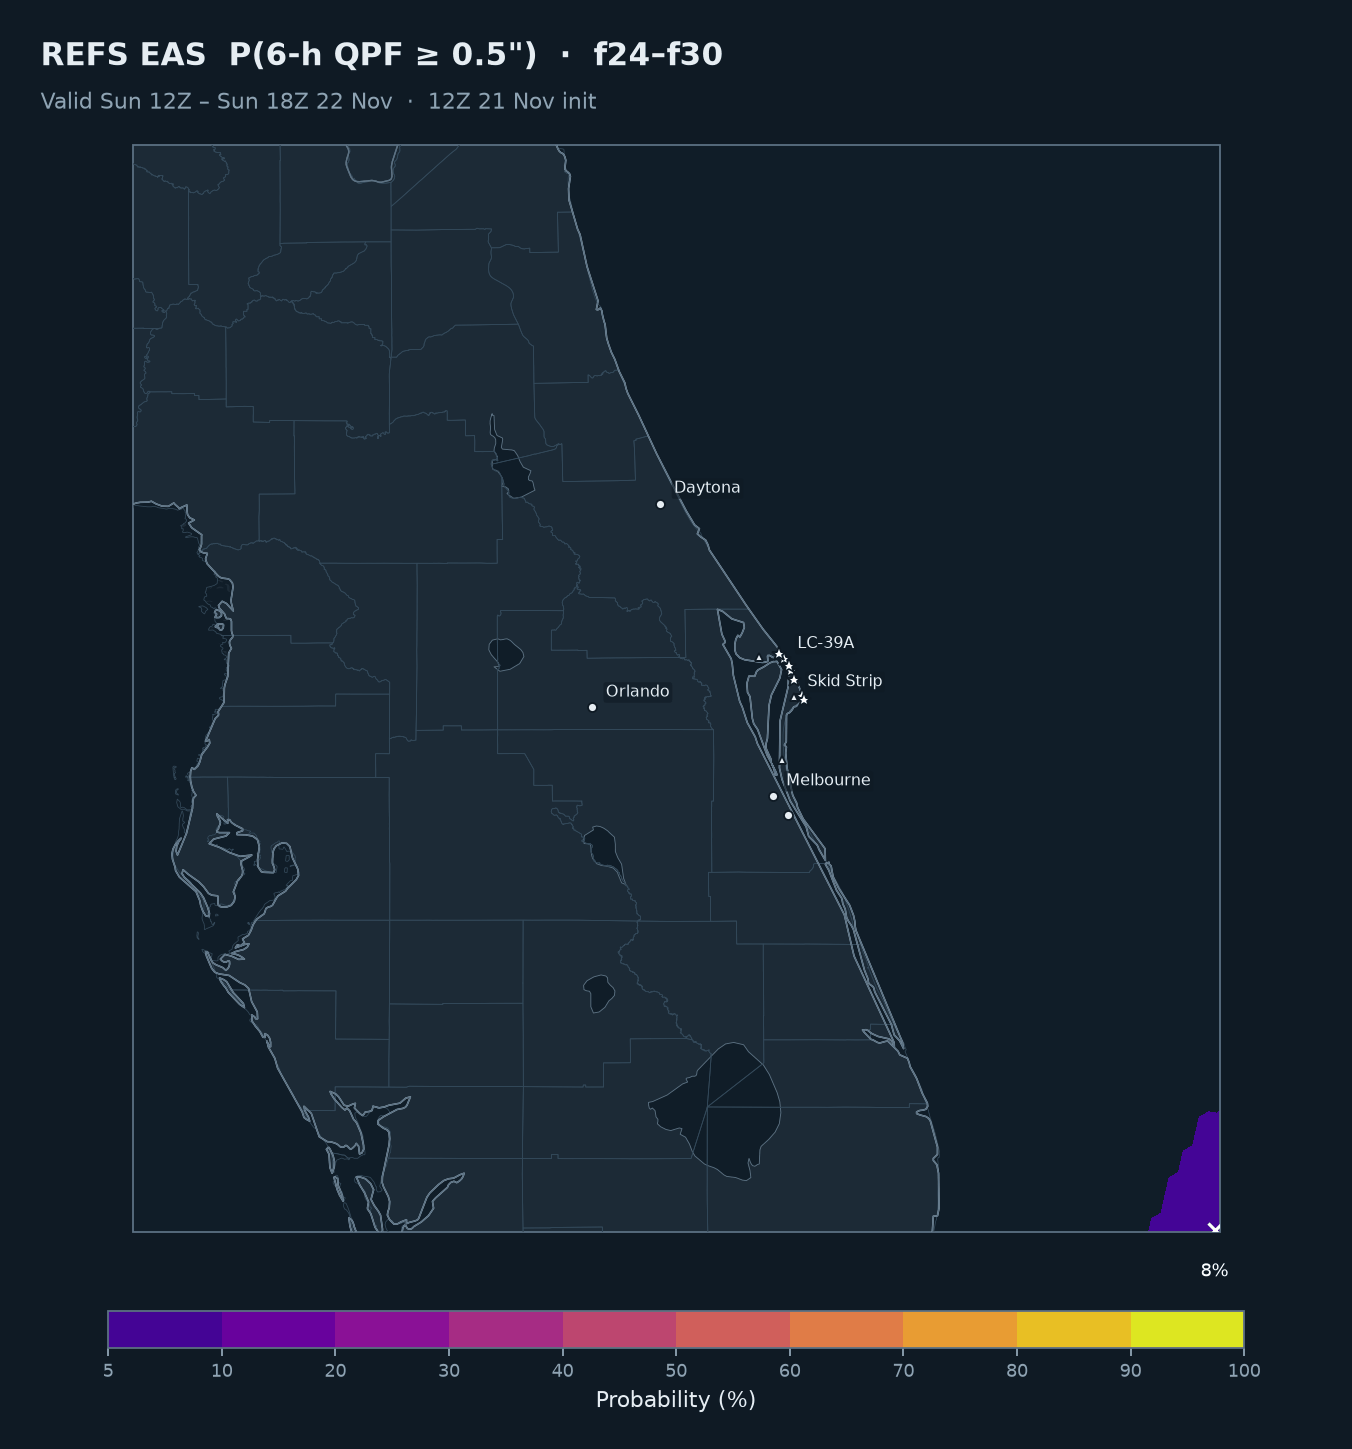 REFS EAS  P(6-h QPF ≥ 0.5")  ·  f24–f30
Valid Sun 12Z – Sun 18Z 22 Nov  ·  12Z 21 Nov init
Daytona
LC-39A
Skid Strip
Orlando
Melbourne
8%
5 10 20 30 40 50 60 70 80 90 100
Probability (%)